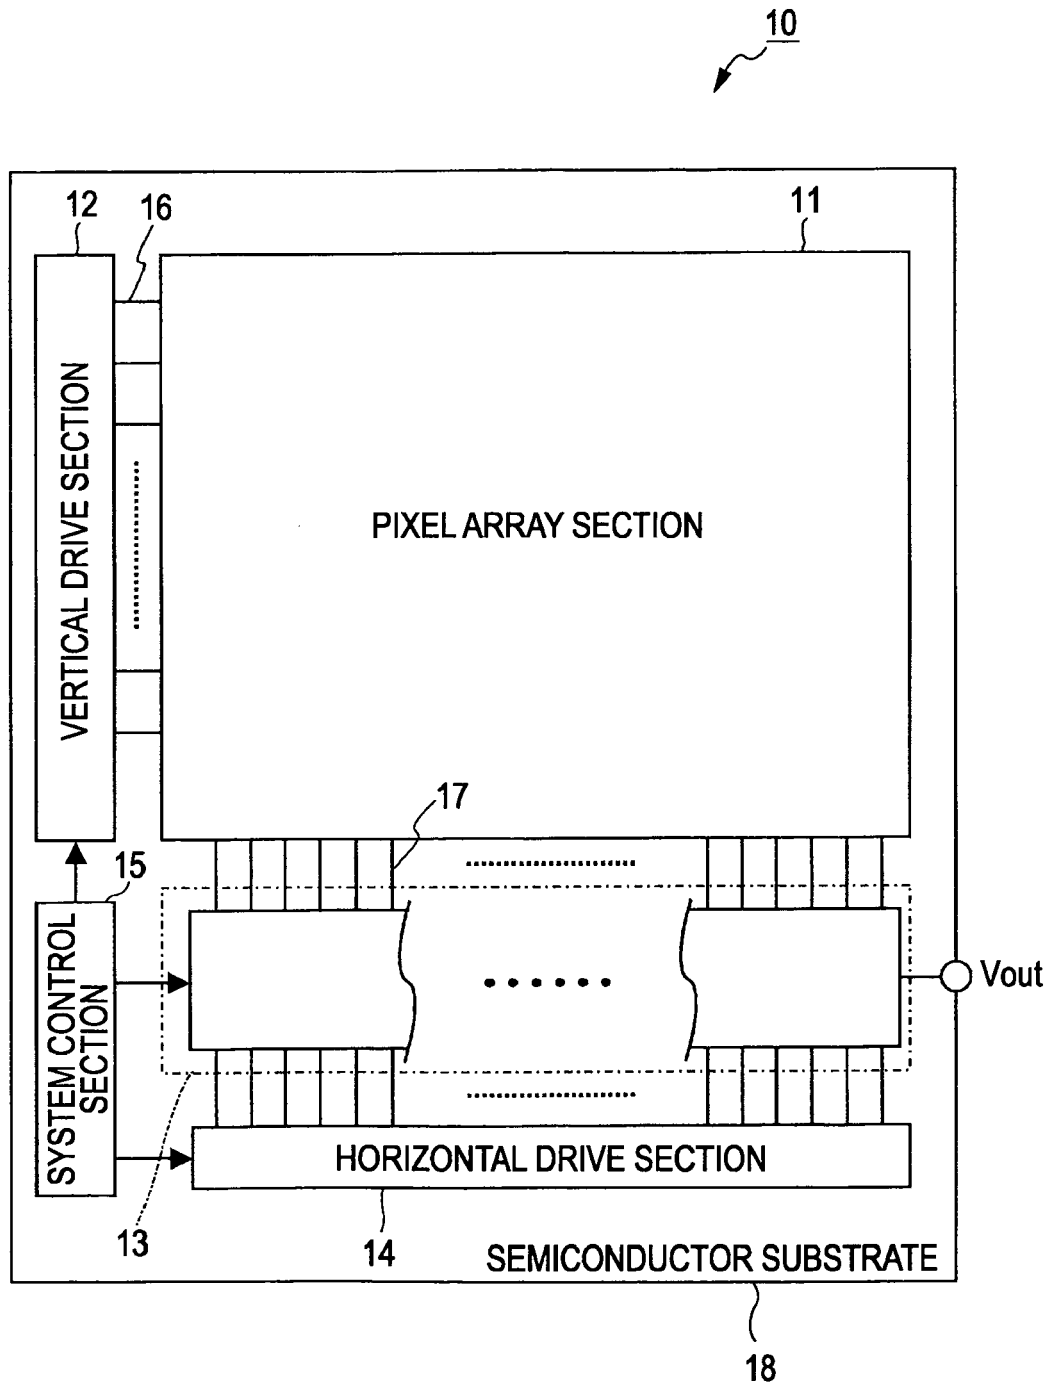 10
12
16
11
VERTICAL DRIVE SECTION
PIXEL ARRAY SECTION
17
15
SYSTEM CONTROL
SECTION
Vout
HORIZONTAL DRIVE SECTION
13
14
SEMICONDUCTOR SUBSTRATE
18